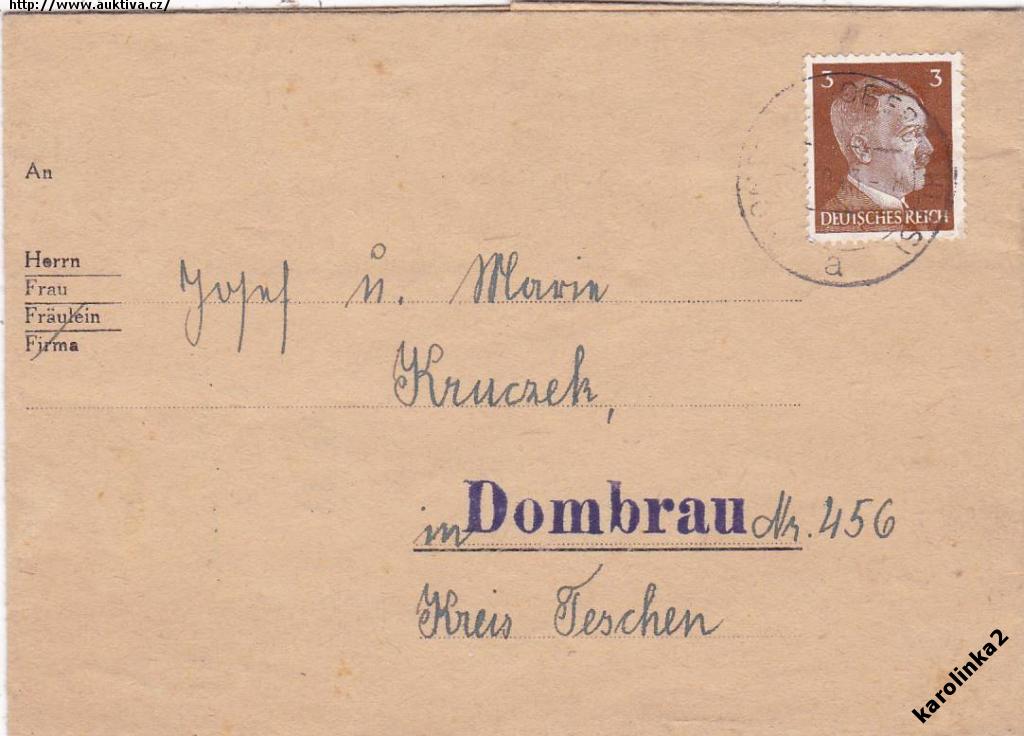 http://www.auktiva.cz/
3 3
DEUTSCHES REICH
a
An
Herrn
Frau
Fräulein
Firma
Josef u. Marie
Kruczek,
in Dombrau Nr. 456
Kreis Teschen
karolinka2